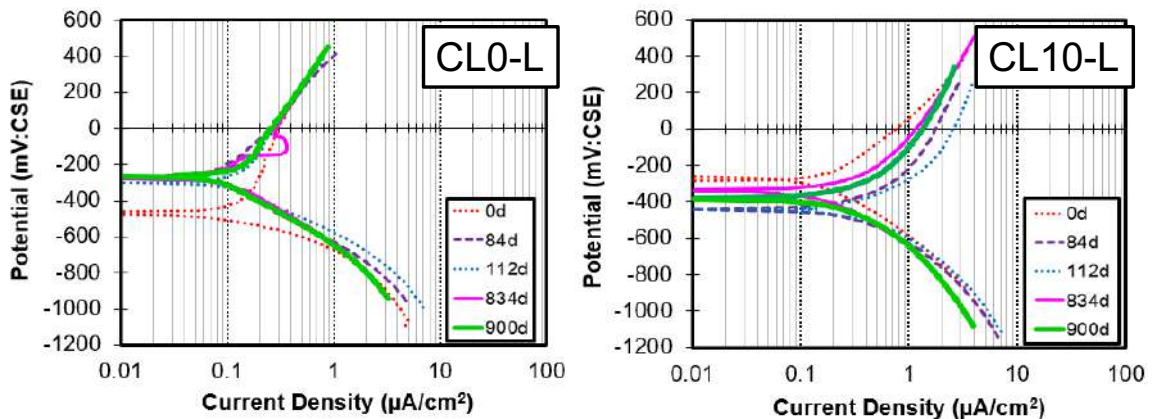 CL0-L
600
400
200
0
-200
-400
-600
-800
-1000
-1200
Potential (mV:CSE)
0d
84d
112d
834d
900d
0.01 0.1 1 10 100
Current Density (µA/cm²)
CL10-L
600
400
200
0
-200
-400
-600
-800
-1000
-1200
Potential (mV:CSE)
0d
84d
112d
834d
900d
0.01 0.1 1 10 100
Current Density (µA/cm²)